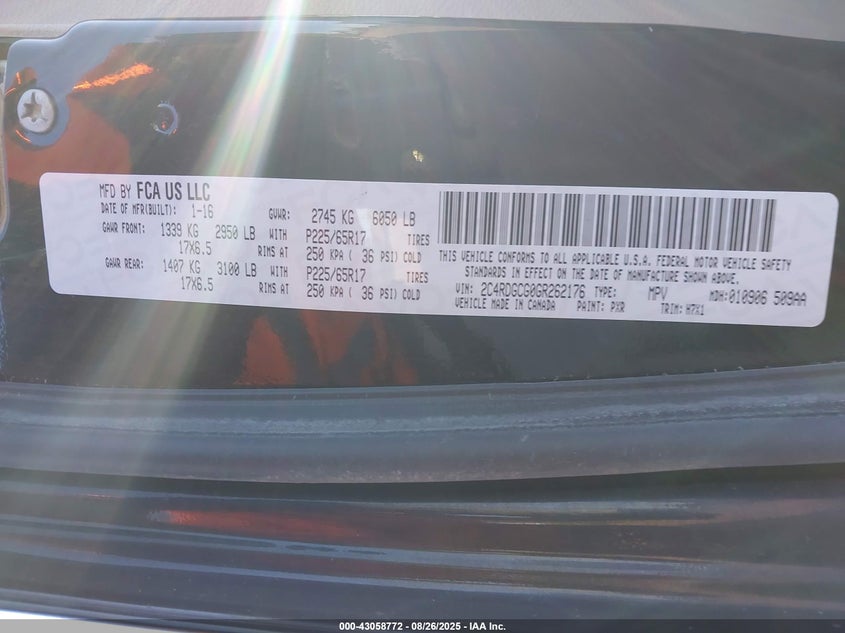 MFD BY FCA US LLC
DATE OF MFR(BUILT): 1-16 GVWR: 2745 KG 6050 LB
GAWR FRONT: 1339 KG 2950 LB WITH P225/65R17 TIRES
17X6.5 RIMS AT 250 KPA ( 36 PSI) COLD
GAWR REAR: 1407 KG 3100 LB WITH P225/65R17 TIRES
17X6.5 RIMS AT 250 KPA ( 36 PSI) COLD
THIS VEHICLE CONFORMS TO ALL APPLICABLE U.S.A. FEDERAL MOTOR VEHICLE SAFETY
STANDARDS IN EFFECT ON THE DATE OF MANUFACTURE SHOWN ABOVE.
VIN: 2C4RDGCG0GR262176 TYPE: MPV MDH: 010906 509AA
VEHICLE MADE IN CANADA PAINT: PXR TRIM: H7X1
000-43058772 - 08/26/2025 - IAA Inc.